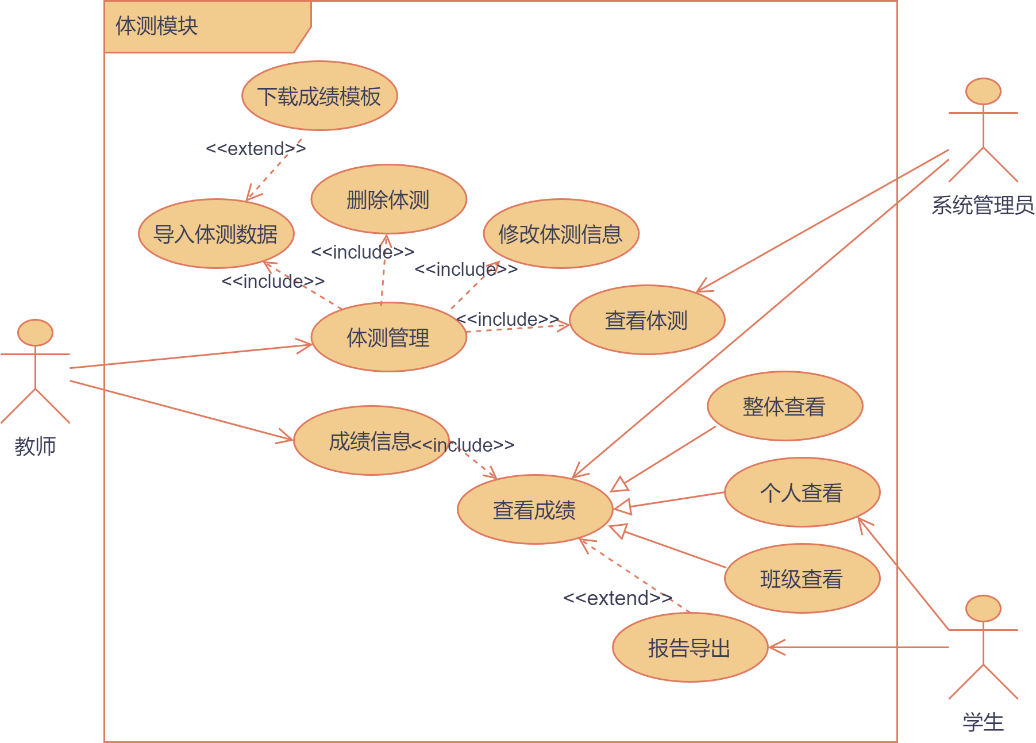 体测模块
下载成绩模板
<<extend>>
删除体测
导入体测数据
修改体测信息
<<include>>
<<include>>
<<include>>
<<include>>
查看体测
体测管理
系统管理员
教师
整体查看
成绩信息
<<include>>
个人查看
查看成绩
班级查看
<<extend>>
报告导出
学生